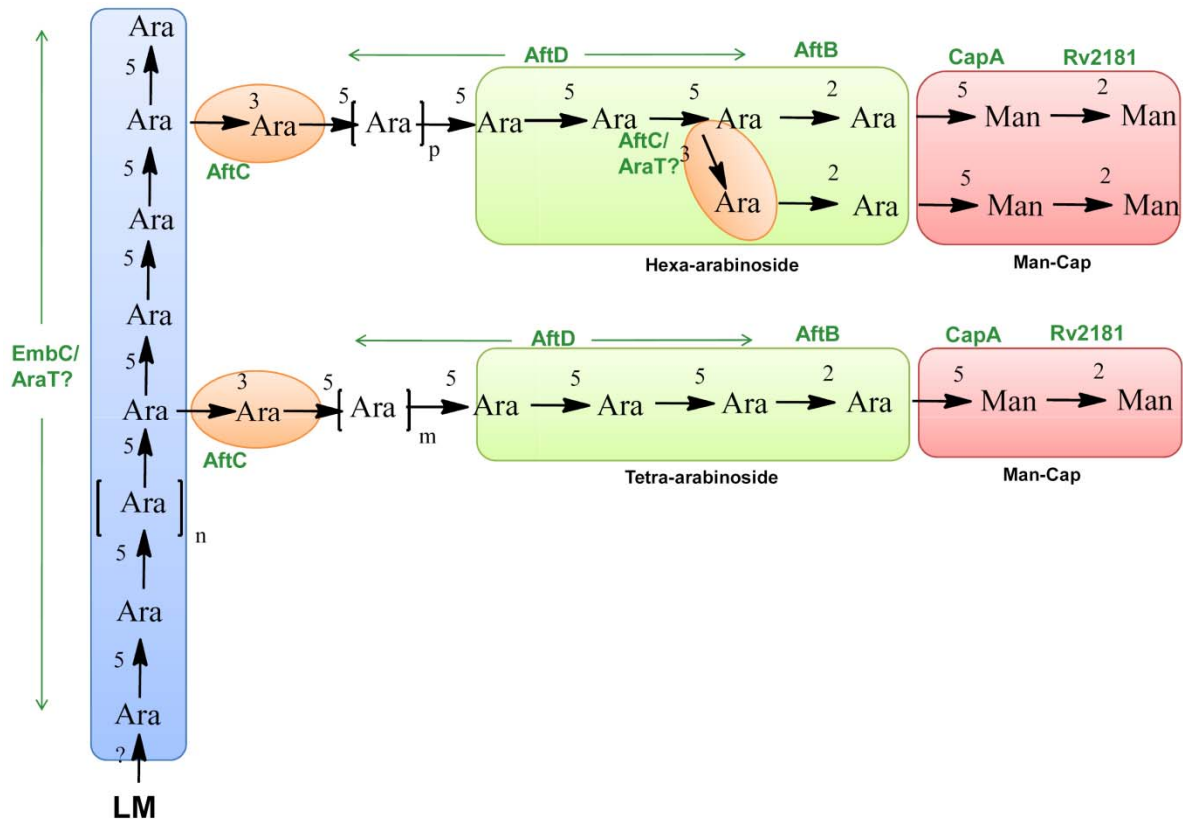 Ara
5
AftD
AftB
CapA
Rv2181
Ara
3
Ara
5
[Ara]p
5
Ara
5
Ara
5
Ara
2
Ara
5
Man
2
Man
AftC
AftC/
AraT?
3
5
Ara
2
Ara
5
Man
2
Man
Ara
Hexa-arabinoside
Man-Cap
5
Ara
EmbC/
AraT?
5
AftD
AftB
CapA
Rv2181
Ara
3
Ara
5
[Ara]m
5
Ara
5
Ara
5
Ara
2
Ara
5
Man
2
Man
AftC
Tetra-arabinoside
Man-Cap
5
[Ara]n
5
Ara
5
Ara
?
LM